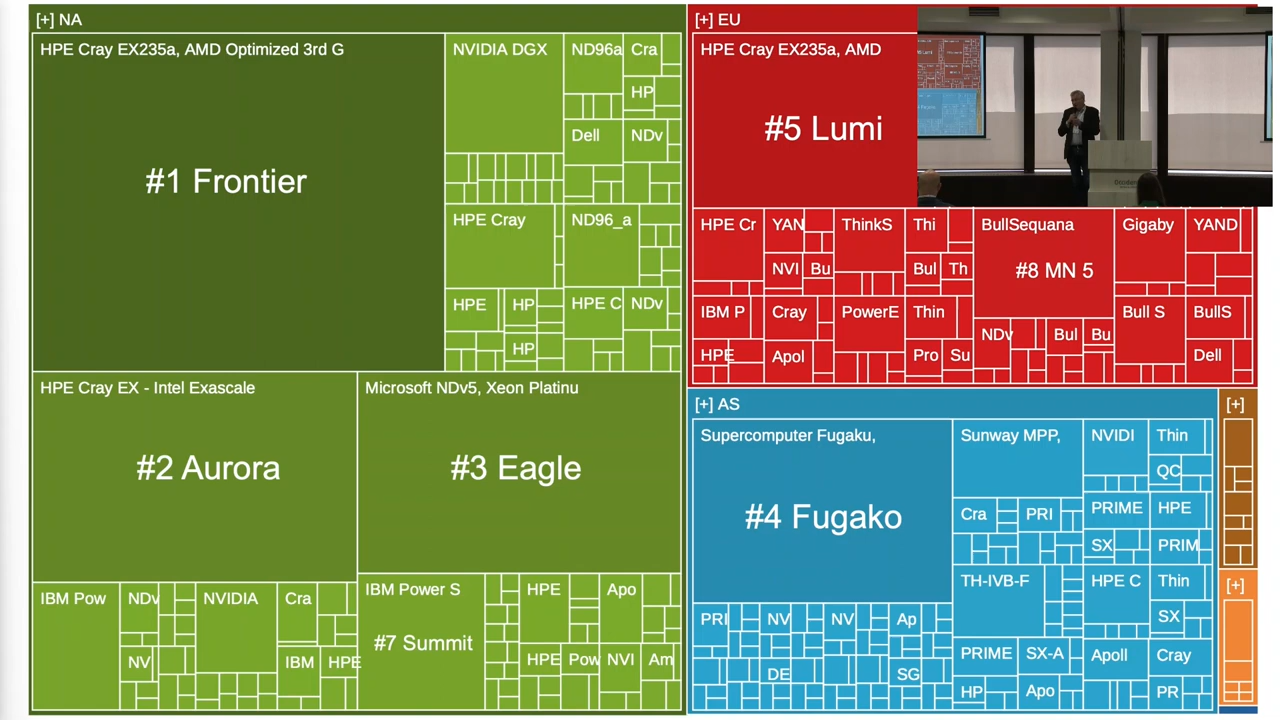 [+] NA
HPE Cray EX235a, AMD Optimized 3rd G
#1 Frontier
NVIDIA DGX
ND96a
Cra
HP
Dell
NDv
HPE Cray
ND96_a
HPE
HP
HPE C
NDv
HP
HPE Cray EX - Intel Exascale
#2 Aurora
Microsoft NDv5, Xeon Platinu
#3 Eagle
IBM Pow
NDv
NVIDIA
Cra
NV
IBM
HPE
IBM Power S
#7 Summit
HPE
Apo
HPE
Pow
NVI
Am
[+] EU
HPE Cray EX235a, AMD
#5 Lumi
HPE Cr
YAN
ThinkS
Thi
BullSequana
Gigaby
YAND
NVI
Bu
Bul
Th
#8 MN 5
IBM P
Cray
PowerE
Thin
Bull S
BullS
NDv
Bul
Bu
HPE
Apol
Pro
Su
Dell
[+] AS
Supercomputer Fugaku,
#4 Fugako
Sunway MPP,
NVIDI
Thin
QC
Cra
PRI
PRIME
HPE
SX
PRIM
TH-IVB-F
HPE C
Thin
SX
PRI
NV
NV
Ap
DE
SG
PRIME
SX-A
Apoll
Cray
HP
Apo
PR
[+]
[+]